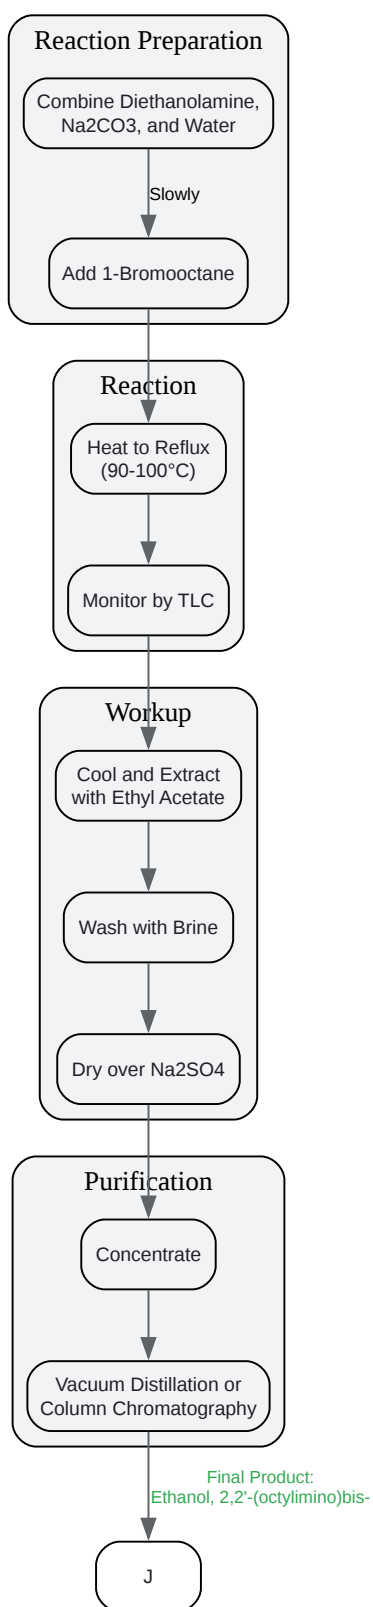 Reaction Preparation
Combine Diethanolamine,
Na2CO3, and Water
Slowly
Add 1-Bromooctane
Reaction
Heat to Reflux
(90-100°C)
Monitor by TLC
Workup
Cool and Extract
with Ethyl Acetate
Wash with Brine
Dry over Na2SO4
Purification
Concentrate
Vacuum Distillation or
Column Chromatography
Final Product:
Ethanol, 2,2'-(octylimino)bis-
J